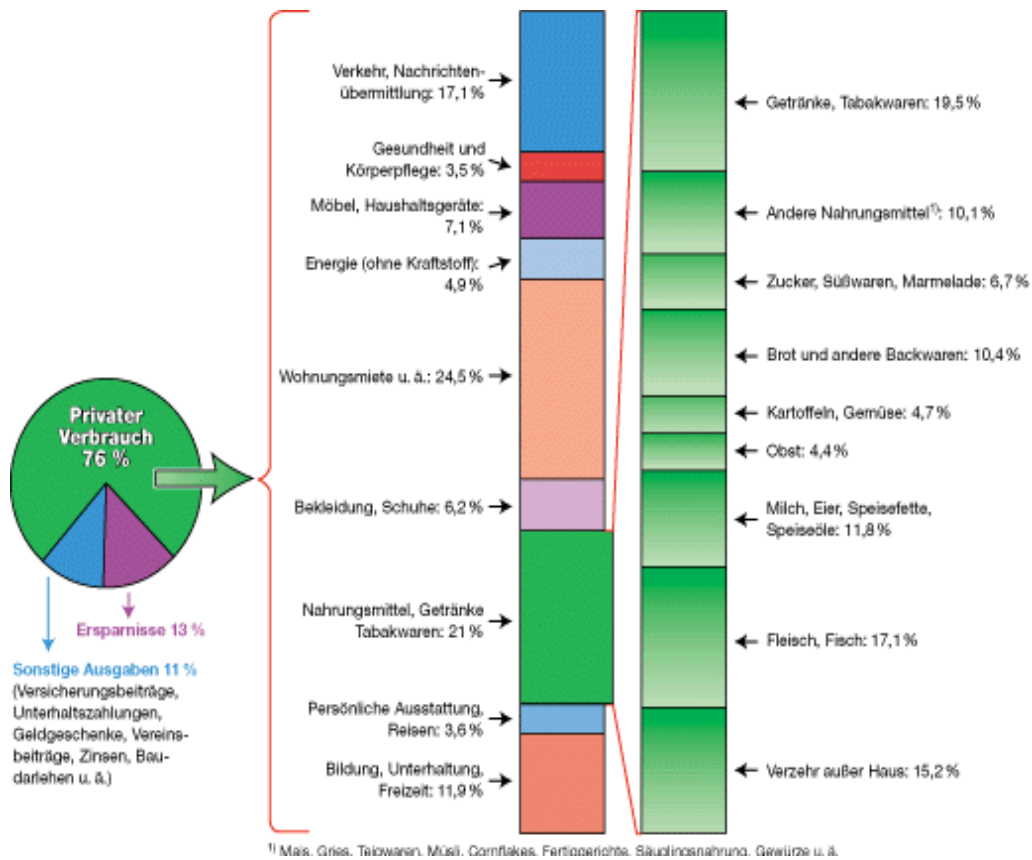 Privater
Verbrauch
76 %
Ersparnisse 13 %
Sonstige Ausgaben 11 %
(Versicherungsbeiträge,
Unterhaltszahlungen,
Geldgeschenke, Vereins-
beiträge, Zinsen, Bau-
darlehen u. ä.)
Verkehr, Nachrichten-
übermittlung: 17,1 %
Gesundheit und
Körperpflege: 3,5 %
Möbel, Haushaltsgeräte:
7,1 %
Energie (ohne Kraftstoff):
4,9 %
Wohnungsmiete u. ä.: 24,5 %
Bekleidung, Schuhe: 6,2 %
Nahrungsmittel, Getränke
Tabakwaren: 21 %
Persönliche Ausstattung,
Reisen: 3,6 %
Bildung, Unterhaltung,
Freizeit: 11,9 %
Getränke, Tabakwaren: 19,5 %
Andere Nahrungsmittel¹⁾: 10,1 %
Zucker, Süßwaren, Marmelade: 6,7 %
Brot und andere Backwaren: 10,4 %
Kartoffeln, Gemüse: 4,7 %
Obst: 4,4 %
Milch, Eier, Speisefette,
Speiseöle: 11,8 %
Fleisch, Fisch: 17,1 %
Verzehr außer Haus: 15,2 %
¹⁾ Mais, Gries, Teigwaren, Müsli, Cornflakes, Fertiggerichte, Säuglingsnahrung, Gewürze u. ä.